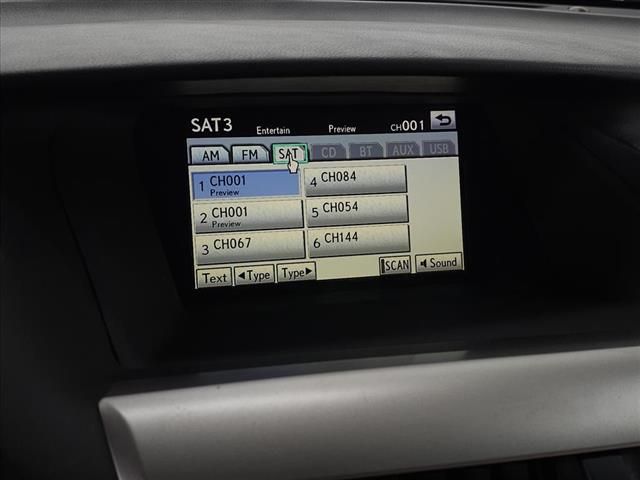 SAT3 Entertain Preview CH001
AM FM SAT CD BT AUX USB
1 CH001
Preview
4 CH084
2 CH001
Preview
5 CH054
3 CH067
6 CH144
Text ◀Type Type▶ SCAN Sound